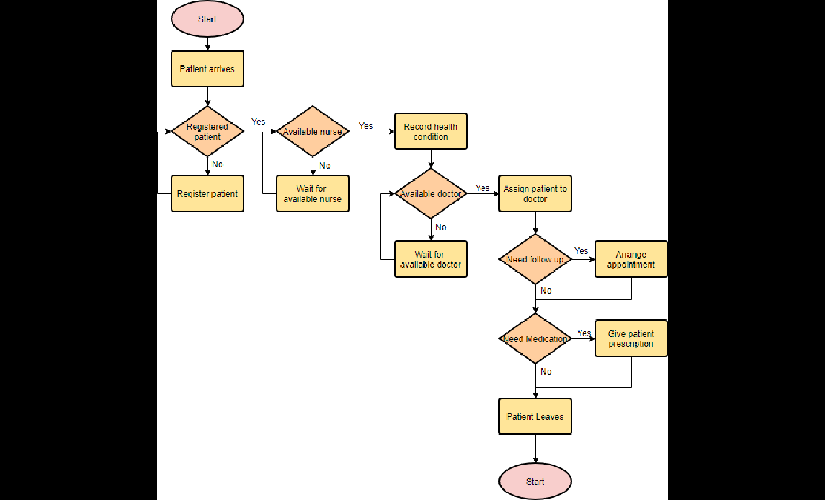 Start
Patient arrives
Registered
patient
Yes
No
Register patient
Available nurse
Yes
No
Wait for
available nurse
Record health
condition
Available doctor
Yes
No
Wait for
available doctor
Assign patient to
doctor
Need follow up
Yes
No
Arrange
appointment
Need Medication
Yes
No
Give patient
prescription
Patient Leaves
Start